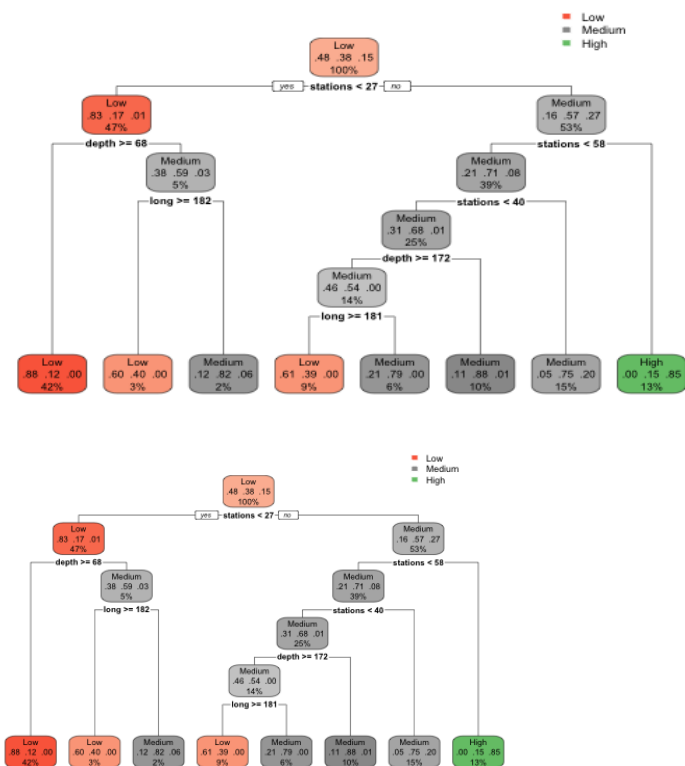 Low
Medium
High
Low
.48 .38 .15
100%
yes stations < 27 no
Low
.83 .17 .01
47%
Medium
.16 .57 .27
53%
depth >= 68
stations < 58
Medium
.38 .59 .03
5%
Medium
.21 .71 .08
39%
long >= 182
stations < 40
Medium
.31 .68 .01
25%
depth >= 172
Medium
.46 .54 .00
14%
long >= 181
Low
.88 .12 .00
42%
Low
.60 .40 .00
3%
Medium
.12 .82 .06
2%
Low
.61 .39 .00
9%
Medium
.21 .79 .00
6%
Medium
.11 .88 .01
10%
Medium
.05 .75 .20
15%
High
.00 .15 .85
13%
Low
Medium
High
Low
.48 .38 .15
100%
yes stations < 27 no
Low
.83 .17 .01
47%
Medium
.16 .57 .27
53%
depth >= 68
stations < 58
Medium
.38 .59 .03
5%
Medium
.21 .71 .08
39%
long >= 182
stations < 40
Medium
.31 .68 .01
25%
depth >= 172
Medium
.46 .54 .00
14%
long >= 181
Low
.88 .12 .00
42%
Low
.60 .40 .00
3%
Medium
.12 .82 .06
2%
Low
.61 .39 .00
9%
Medium
.21 .79 .00
6%
Medium
.11 .88 .01
10%
Medium
.05 .75 .20
15%
High
.00 .15 .85
13%